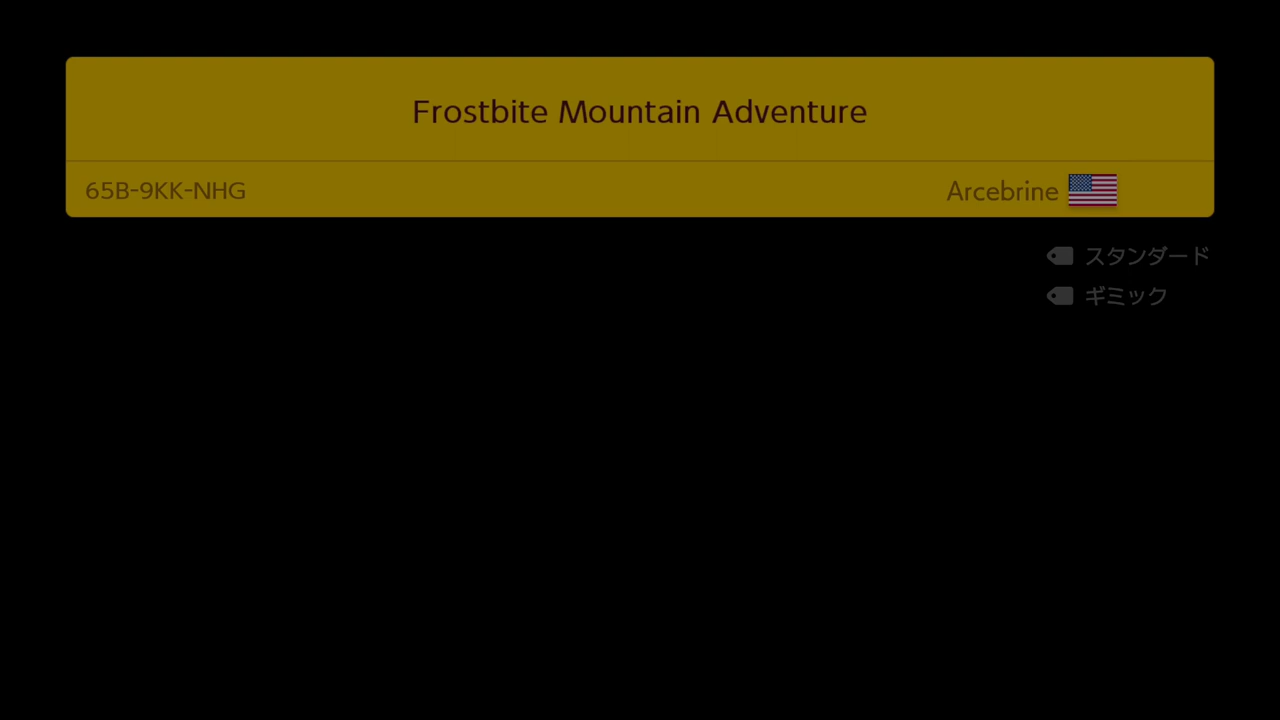 Frostbite Mountain Adventure
65B-9KK-NHG
Arcebrine
スタンダード
ギミック